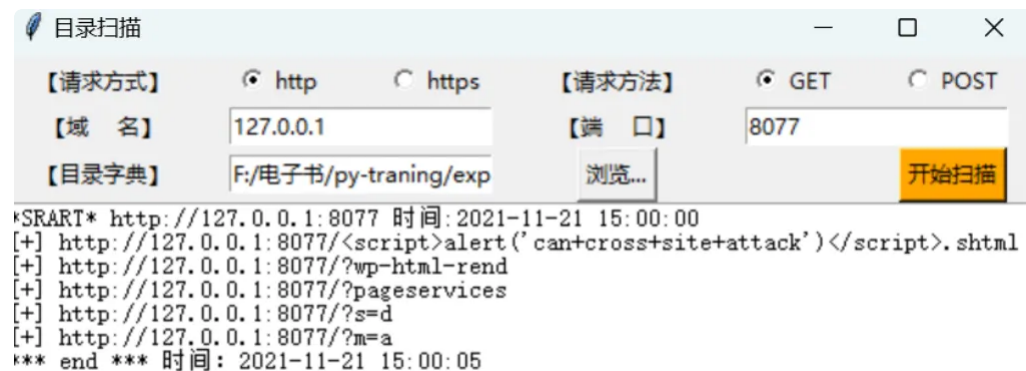 目录扫描
【请求方式】 http https 【请求方法】 GET POST
【域 名】 127.0.0.1 【端 口】 8077
【目录字典】 F:/电子书/py-traning/exp 浏览... 开始扫描
*SRART* http://127.0.0.1:8077 时间:2021-11-21 15:00:00
[+] http://127.0.0.1:8077/<script>alert('can+cross+site+attack')</script>.shtml
[+] http://127.0.0.1:8077/?wp-html-rend
[+] http://127.0.0.1:8077/?pageservices
[+] http://127.0.0.1:8077/?s=d
[+] http://127.0.0.1:8077/?m=a
*** end *** 时间: 2021-11-21 15:00:05